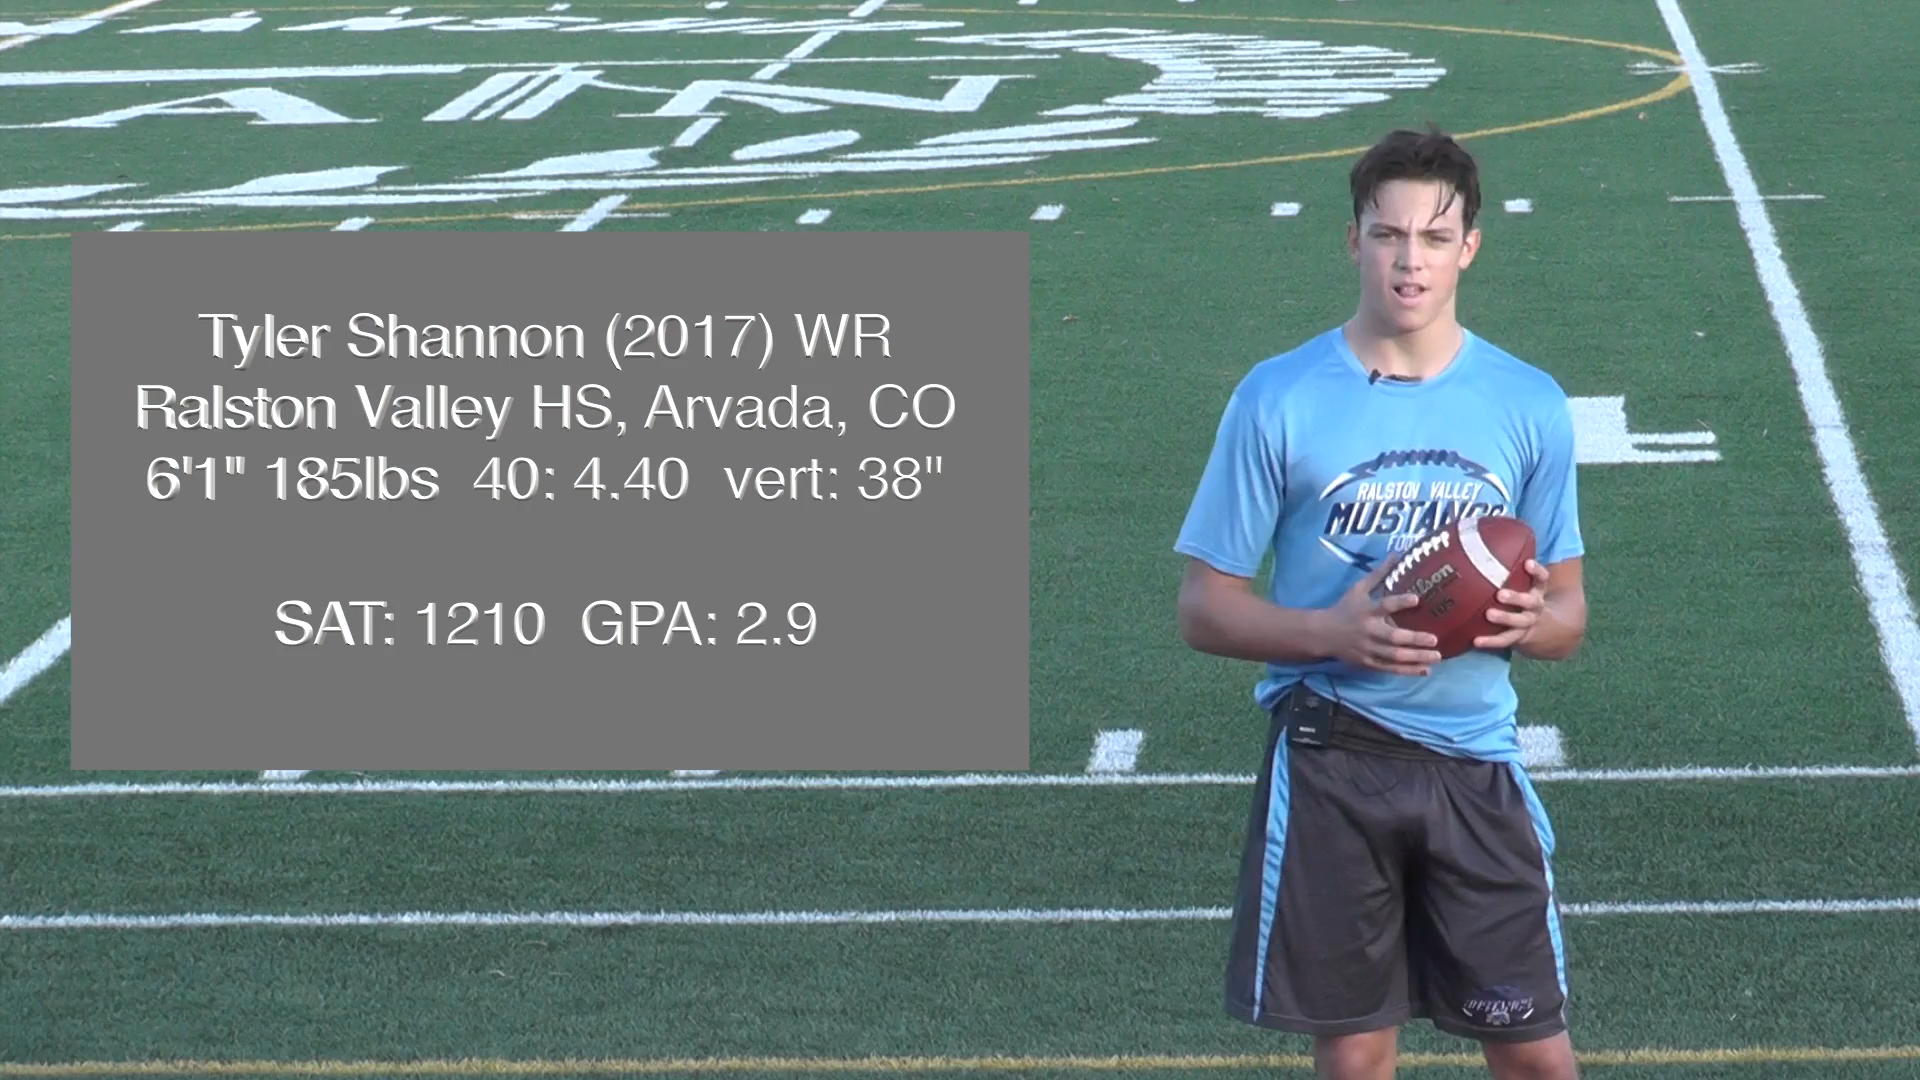 Tyler Shannon (2017) WR
Ralston Valley HS, Arvada, CO
6'1" 185lbs 40: 4.40 vert: 38"
SAT: 1210 GPA: 2.9
RALSTON VALLEY
MUSTANGS